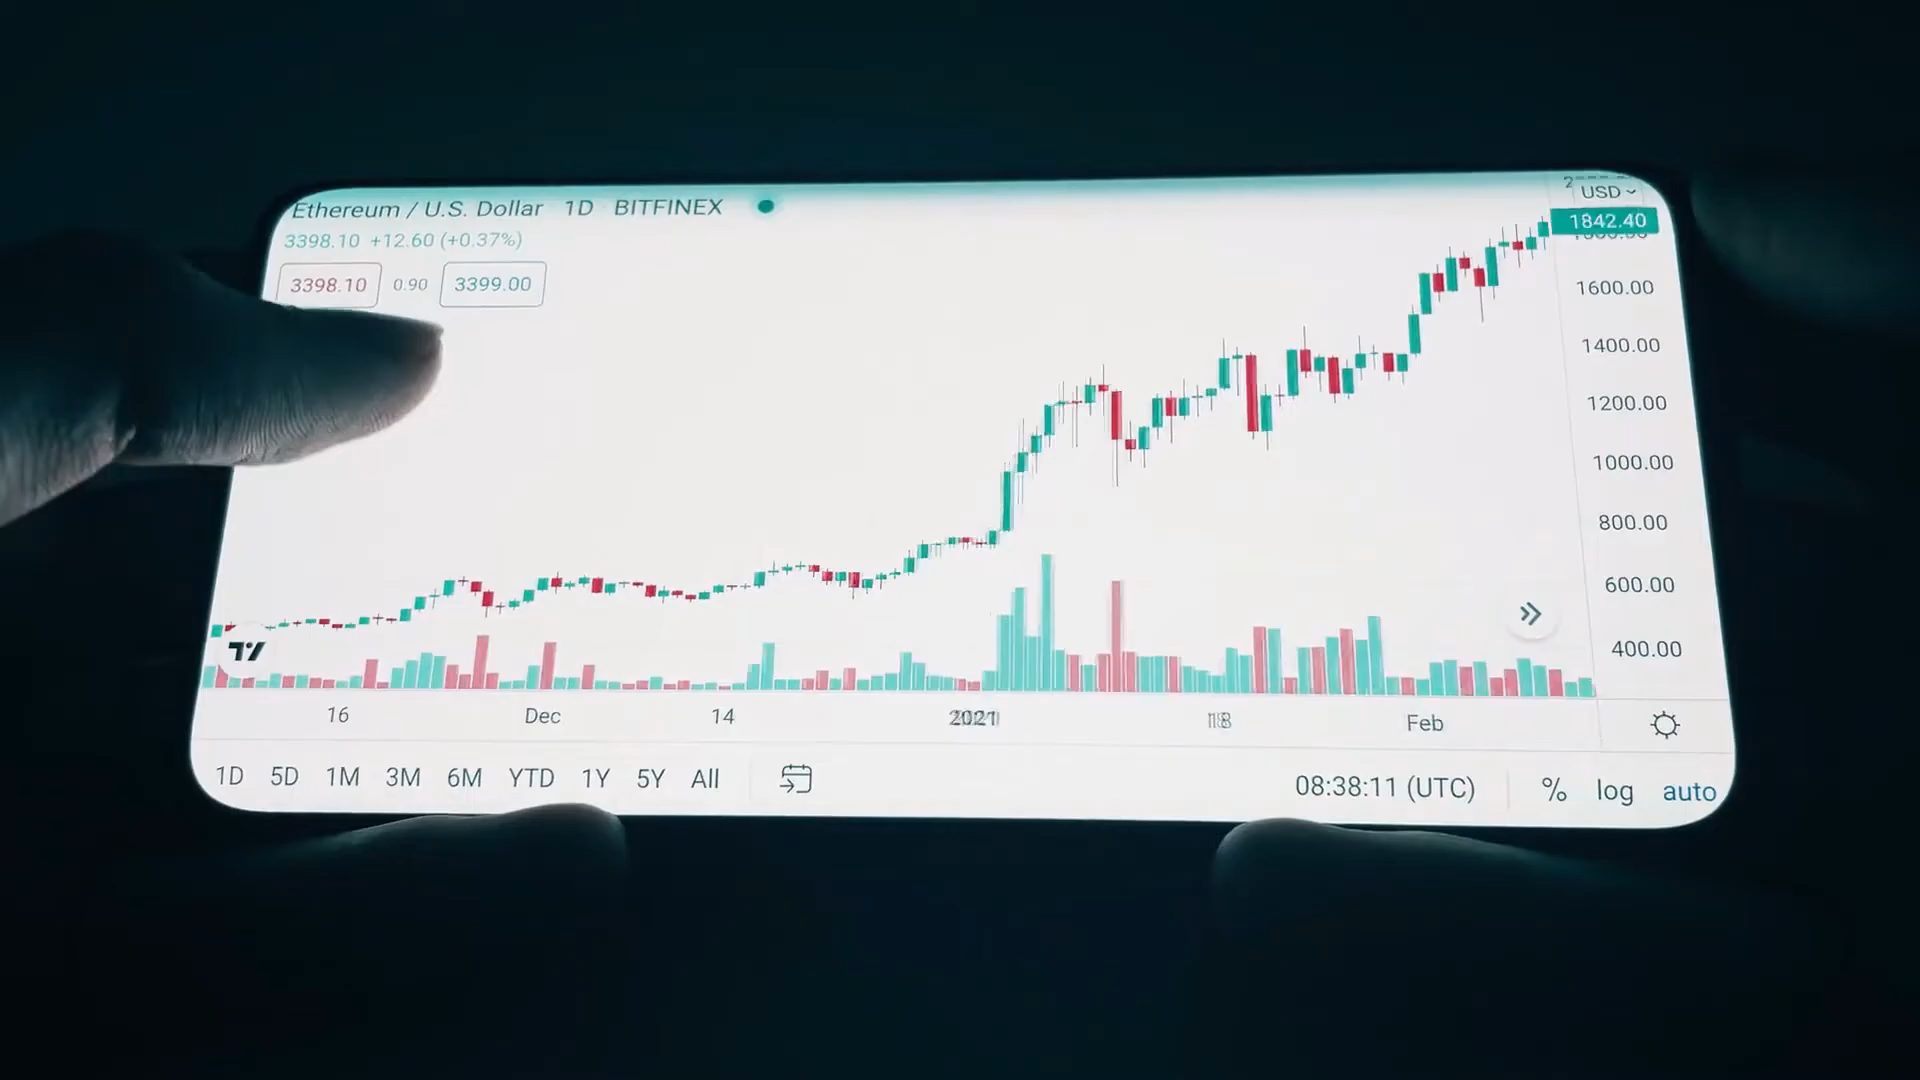 USD
Ethereum / U.S. Dollar 1D BITFINEX
1842.40
3398.10 +12.60 (+0.37%)
3398.10 0.90 3399.00
1600.00
1400.00
1200.00
1000.00
800.00
600.00
400.00
16 Dec 14 2021 18 Feb
1D 5D 1M 3M 6M YTD 1Y 5Y All
08:38:11 (UTC) % log auto